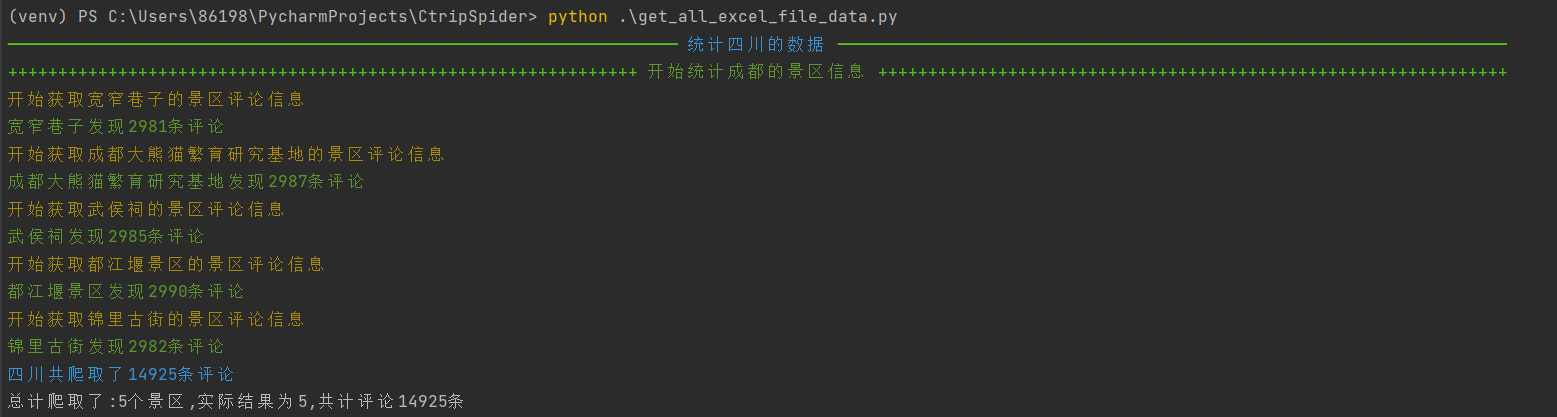 (venv) PS C:\Users\86198\PycharmProjects\CtripSpider> python .\get_all_excel_file_data.py
统计四川的数据
+++++++++++++++++++++++++++++++++++++++++++++++++++++++++++++++ 开始统计成都的景区信息 +++++++++++++++++++++++++++++++++++++++++++++++++++++++++++++++
开始获取宽窄巷子的景区评论信息
宽窄巷子发现2981条评论
开始获取成都大熊猫繁育研究基地的景区评论信息
成都大熊猫繁育研究基地发现2987条评论
开始获取武侯祠的景区评论信息
武侯祠发现2985条评论
开始获取都江堰景区的景区评论信息
都江堰景区发现2990条评论
开始获取锦里古街的景区评论信息
锦里古街发现2982条评论
四川共爬取了14925条评论
总计爬取了:5个景区,实际结果为5,共计评论14925条